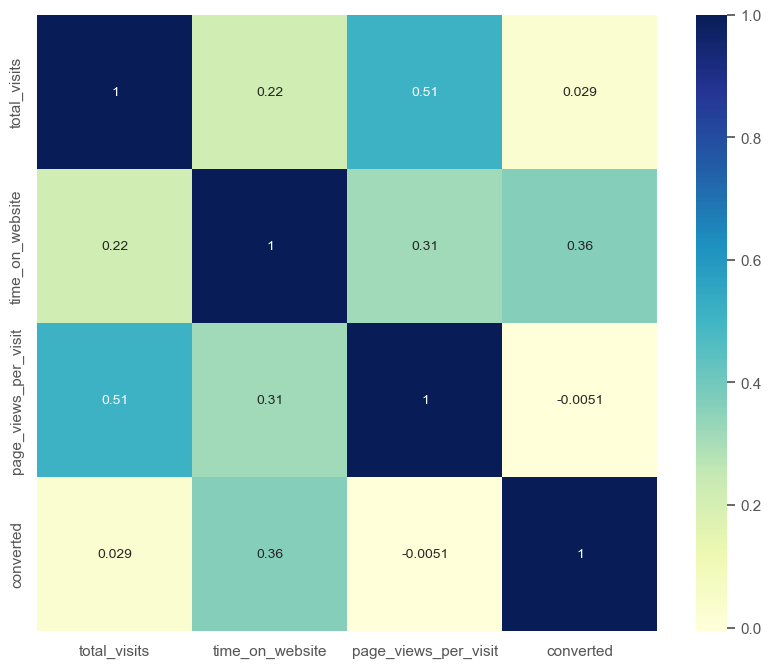 total_visits
1
0.22
0.51
0.029
time_on_website
0.22
1
0.31
0.36
page_views_per_visit
0.51
0.31
1
-0.0051
converted
0.029
0.36
-0.0051
1
total_visits
time_on_website
page_views_per_visit
converted
1.0
0.8
0.6
0.4
0.2
0.0